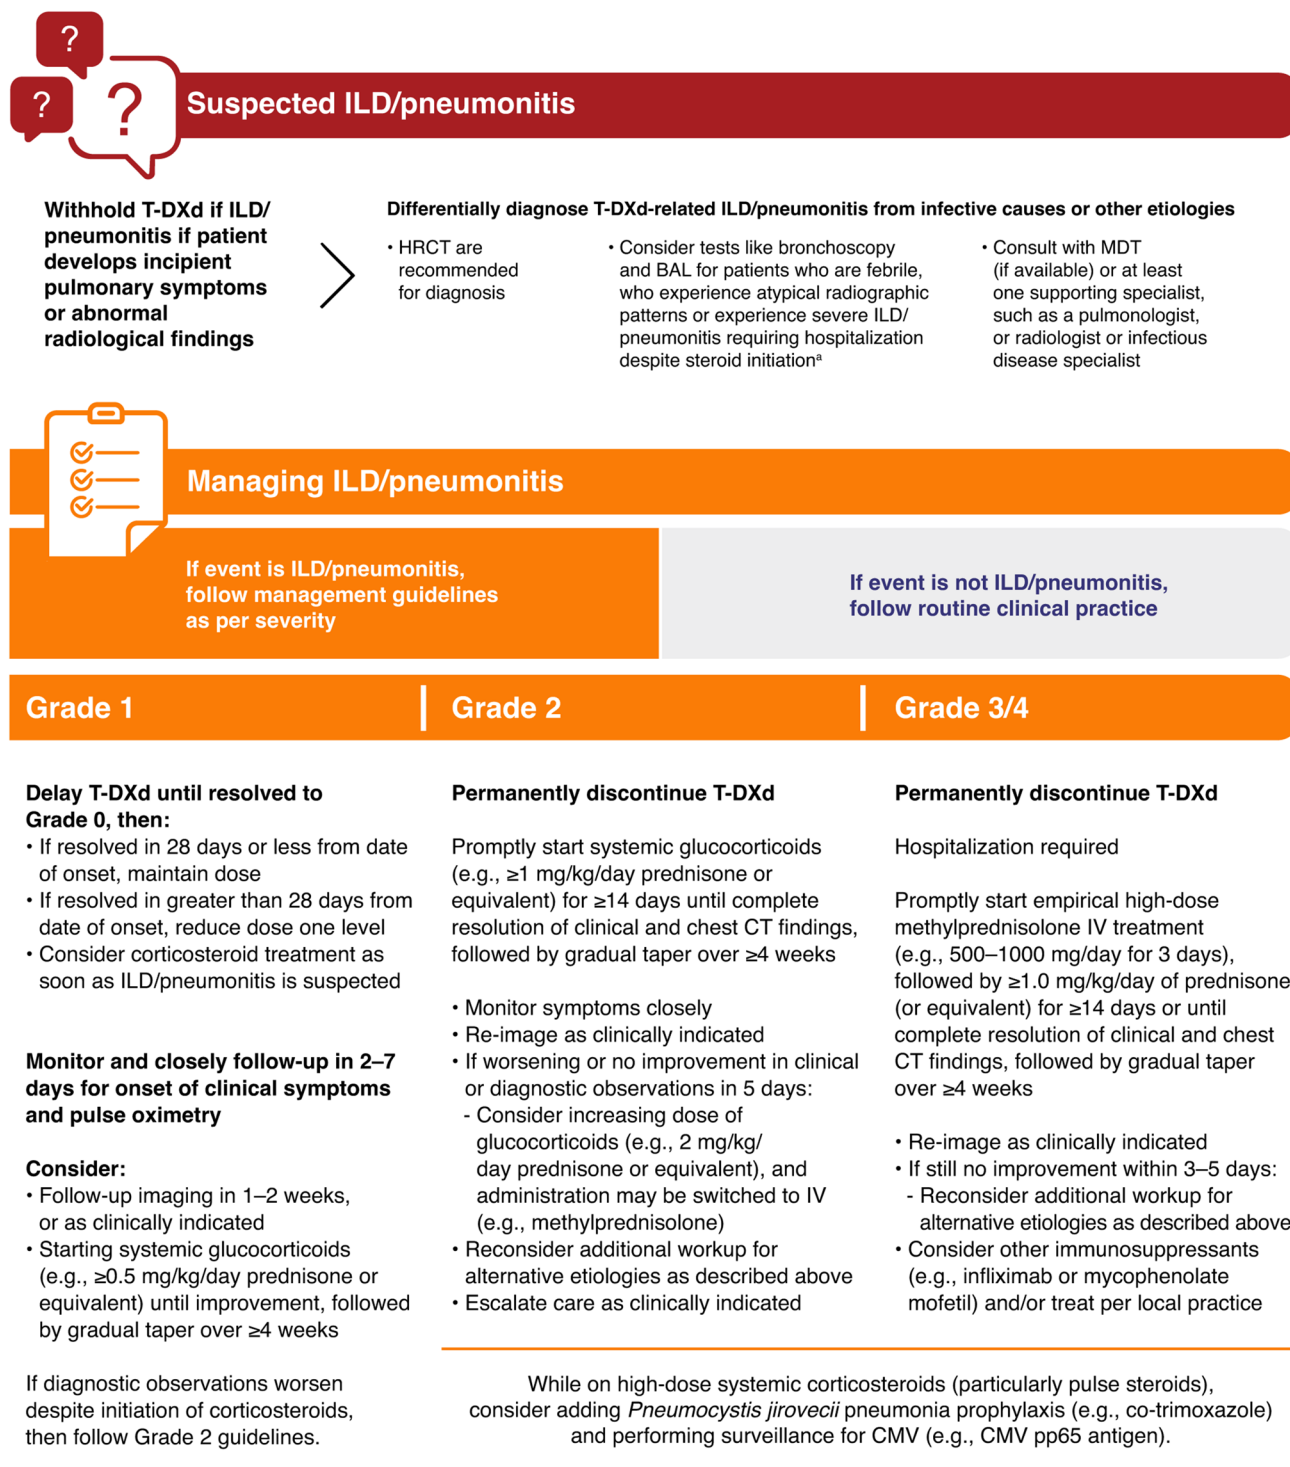 ?
?
?
Suspected ILD/pneumonitis
Withhold T-DXd if ILD/
pneumonitis if patient
develops incipient
pulmonary symptoms
or abnormal
radiological findings
Differentially diagnose T-DXd-related ILD/pneumonitis from infective causes or other etiologies
• HRCT are
recommended
for diagnosis
• Consider tests like bronchoscopy
and BAL for patients who are febrile,
who experience atypical radiographic
patterns or experience severe ILD/
pneumonitis requiring hospitalization
despite steroid initiationᵃ
• Consult with MDT
(if available) or at least
one supporting specialist,
such as a pulmonologist,
or radiologist or infectious
disease specialist
Managing ILD/pneumonitis
If event is ILD/pneumonitis,
follow management guidelines
as per severity
If event is not ILD/pneumonitis,
follow routine clinical practice
Grade 1
Delay T-DXd until resolved to
Grade 0, then:
• If resolved in 28 days or less from date
of onset, maintain dose
• If resolved in greater than 28 days from
date of onset, reduce dose one level
• Consider corticosteroid treatment as
soon as ILD/pneumonitis is suspected
Monitor and closely follow-up in 2–7
days for onset of clinical symptoms
and pulse oximetry
Consider:
• Follow-up imaging in 1–2 weeks,
or as clinically indicated
• Starting systemic glucocorticoids
(e.g., ≥0.5 mg/kg/day prednisone or
equivalent) until improvement, followed
by gradual taper over ≥4 weeks
If diagnostic observations worsen
despite initiation of corticosteroids,
then follow Grade 2 guidelines.
Grade 2
Permanently discontinue T-DXd
Promptly start systemic glucocorticoids
(e.g., ≥1 mg/kg/day prednisone or
equivalent) for ≥14 days until complete
resolution of clinical and chest CT findings,
followed by gradual taper over ≥4 weeks
• Monitor symptoms closely
• Re-image as clinically indicated
• If worsening or no improvement in clinical
or diagnostic observations in 5 days:
- Consider increasing dose of
glucocorticoids (e.g., 2 mg/kg/
day prednisone or equivalent), and
administration may be switched to IV
(e.g., methylprednisolone)
• Reconsider additional workup for
alternative etiologies as described above
• Escalate care as clinically indicated
Grade 3/4
Permanently discontinue T-DXd
Hospitalization required
Promptly start empirical high-dose
methylprednisolone IV treatment
(e.g., 500–1000 mg/day for 3 days),
followed by ≥1.0 mg/kg/day of prednisone
(or equivalent) for ≥14 days or until
complete resolution of clinical and chest
CT findings, followed by gradual taper
over ≥4 weeks
• Re-image as clinically indicated
• If still no improvement within 3–5 days:
- Reconsider additional workup for
alternative etiologies as described above
• Consider other immunosuppressants
(e.g., infliximab or mycophenolate
mofetil) and/or treat per local practice
While on high-dose systemic corticosteroids (particularly pulse steroids),
consider adding Pneumocystis jirovecii pneumonia prophylaxis (e.g., co-trimoxazole)
and performing surveillance for CMV (e.g., CMV pp65 antigen).